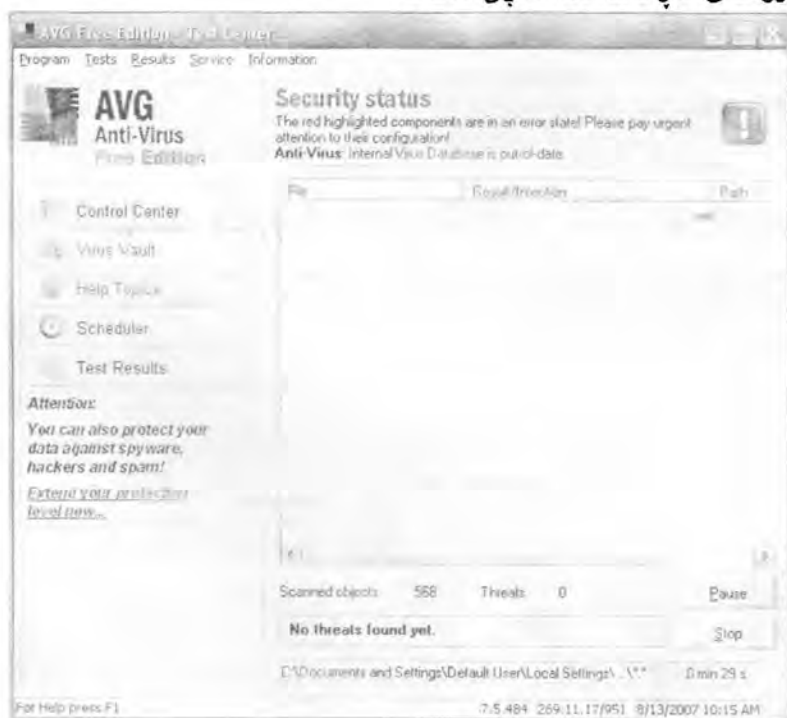 AVG Free Edition - Test Center
Program Tests Results Service Information
AVG
Anti-Virus
Free Edition
Security status
The red highlighted components are in an error state! Please pay urgent
attention to their configuration!
Anti-Virus: Internal Virus Database is out-of-date.
File Result/Infection Path
Control Center
Virus Vault
Help Topics
Scheduler
Test Results
Attention:
You can also protect your
data against spyware,
hackers and spam!
Extend your protection
level now...
Scanned objects: 568 Threats: 0 Pause
No threats found yet. Stop
C:\Documents and Settings\Default User\Local Settings\...\*.* 0 min 29 s
For Help press F1 7.5.484 269.11.17/951 8/13/2007 10:15 AM